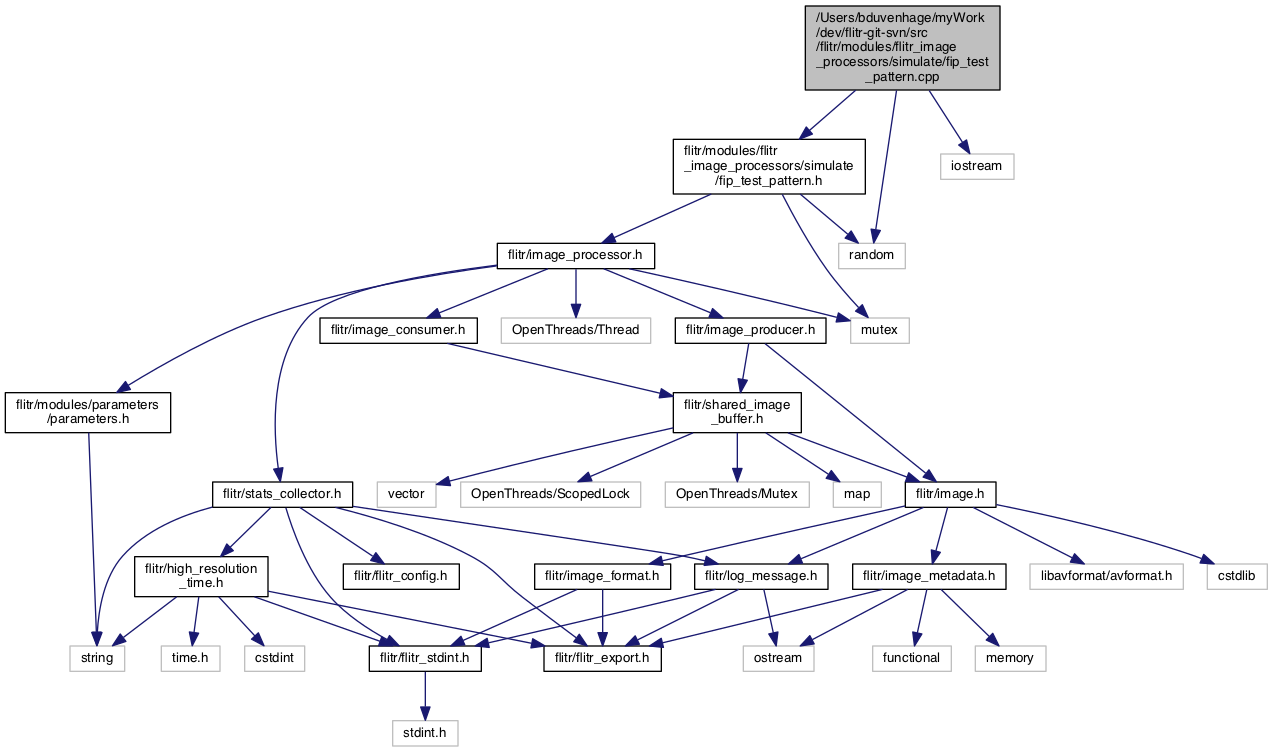 /Users/bduvenhage/myWork
/dev/flitr-git-svn/src
/flitr/modules/flitr_image
_processors/simulate/fip_test
_pattern.cpp
flitr/modules/flitr
_image_processors/simulate
/fip_test_pattern.h
iostream
flitr/image_processor.h
random
flitr/image_consumer.h
OpenThreads/Thread
flitr/image_producer.h
mutex
flitr/modules/parameters
/parameters.h
flitr/shared_image
_buffer.h
flitr/stats_collector.h
vector
OpenThreads/ScopedLock
OpenThreads/Mutex
map
flitr/image.h
flitr/high_resolution
_time.h
flitr/flitr_config.h
flitr/image_format.h
flitr/log_message.h
flitr/image_metadata.h
libavformat/avformat.h
cstdlib
string
time.h
cstdint
flitr/flitr_stdint.h
flitr/flitr_export.h
ostream
functional
memory
stdint.h